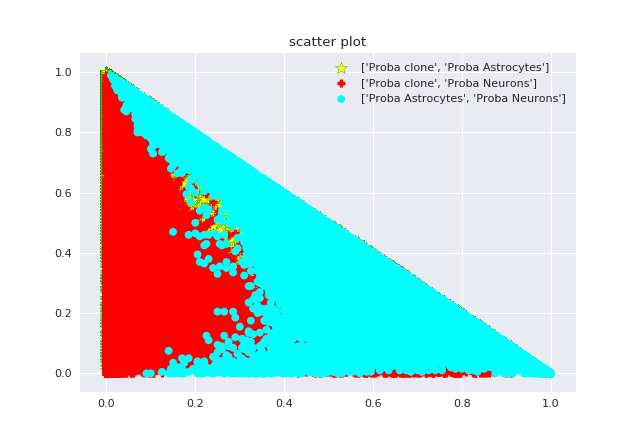 scatter plot
['Proba clone', 'Proba Astrocytes']
['Proba clone', 'Proba Neurons']
['Proba Astrocytes', 'Proba Neurons']
1.0
0.8
0.6
0.4
0.2
0.0
0.0 0.2 0.4 0.6 0.8 1.0